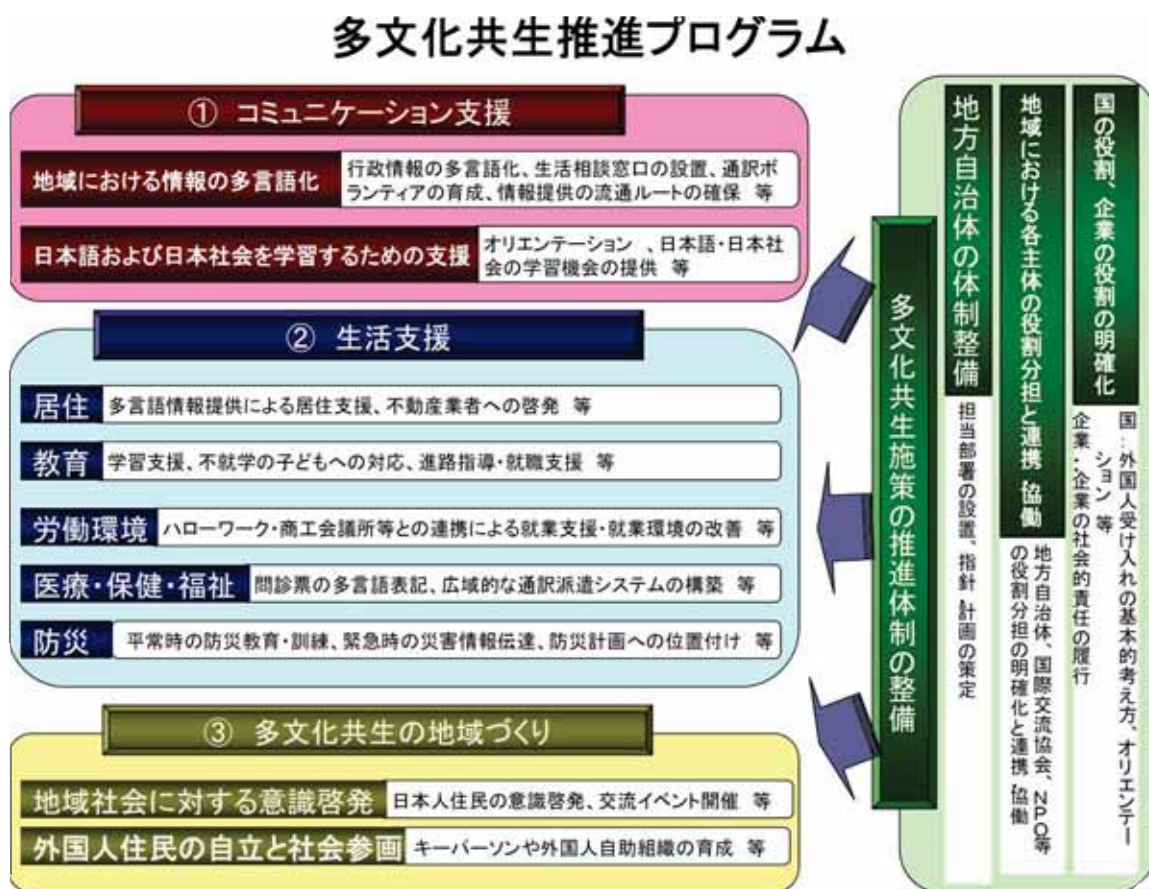 多文化共生推進プログラム
① コミュニケーション支援
地域における情報の多言語化
行政情報の多言語化、生活相談窓口の設置、通訳ボ
ランティアの育成、情報提供の流通ルートの確保 等
日本語および日本社会を学習するための支援
オリエンテーション 、日本語・日本社
会の学習機会の提供 等
② 生活支援
居住
多言語情報提供による居住支援、不動産業者への啓発 等
教育
学習支援、不就学の子どもへの対応、進路指導・就職支援 等
労働環境
ハローワーク・商工会議所等との連携による就業支援・就業環境の改善 等
医療・保健・福祉
問診票の多言語表記、広域的な通訳派遣システムの構築 等
防災
平常時の防災教育・訓練、緊急時の災害情報伝達、防災計画への位置付け 等
③ 多文化共生の地域づくり
地域社会に対する意識啓発
日本人住民の意識啓発、交流イベント開催 等
外国人住民の自立と社会参画
キーパーソンや外国人自助組織の育成 等
多文化共生施策の推進体制の整備
地方自治体の体制整備
担当部署の設置、指針・計画の策定
地域における各主体の役割分担と連携・協働
地方自治体、国際交流協会、NPO等
の役割分担の明確化と連携・協働
国の役割、企業の役割の明確化
国:外国人受け入れの基本的考え方、オリエンテー
ション 等
企業:企業の社会的責任の履行